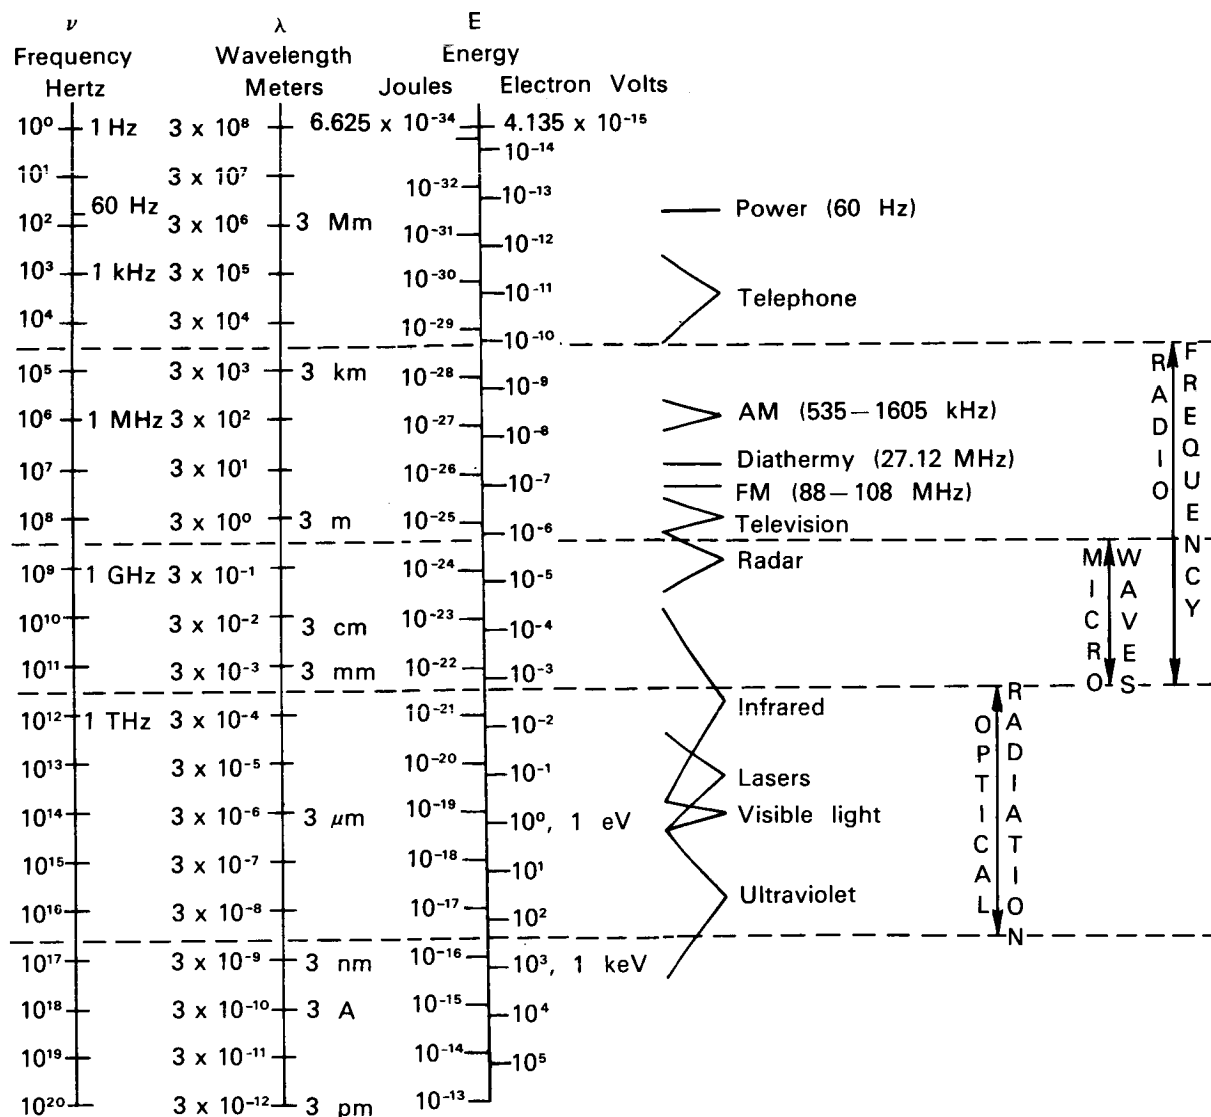 ν λ E
Frequency Wavelength Energy
Hertz Meters Joules Electron Volts
10⁰ 1 Hz 3 x 10⁸ 6.625 x 10⁻³⁴ 4.135 x 10⁻¹⁵
10⁻¹⁴
10¹ 3 x 10⁷
10⁻³² 10⁻¹³
60 Hz Power (60 Hz)
10² 3 x 10⁶ 3 Mm
10⁻³¹ 10⁻¹²
10³ 1 kHz 3 x 10⁵
10⁻³⁰ 10⁻¹¹ Telephone
10⁴ 3 x 10⁴
10⁻²⁹ 10⁻¹⁰
10⁵ 3 x 10³ 3 km 10⁻²⁸
10⁻⁹
10⁶ 1 MHz 3 x 10² 10⁻²⁷ AM (535–1605 kHz)
10⁻⁸
10⁷ 3 x 10¹ 10⁻²⁶ Diathermy (27.12 MHz)
10⁻⁷ FM (88–108 MHz)
10⁸ 3 x 10⁰ 3 m 10⁻²⁵ Television
10⁻⁶
10⁹ 1 GHz 3 x 10⁻¹ 10⁻²⁴ Radar
10⁻⁵
10¹⁰ 3 x 10⁻² 3 cm 10⁻²³
10⁻⁴
10¹¹ 3 x 10⁻³ 3 mm 10⁻²² 10⁻³
10¹² 1 THz 3 x 10⁻⁴ 10⁻²¹ Infrared
10⁻²
10¹³ 3 x 10⁻⁵ 10⁻²⁰
10⁻¹ Lasers
10¹⁴ 3 x 10⁻⁶ 3 μm 10⁻¹⁹ Visible light
10⁰, 1 eV
10¹⁵ 3 x 10⁻⁷ 10⁻¹⁸
10¹
10¹⁶ 3 x 10⁻⁸ 10⁻¹⁷ Ultraviolet
10²
10¹⁷ 3 x 10⁻⁹ 3 nm 10⁻¹⁶
10³, 1 keV
10¹⁸ 3 x 10⁻¹⁰ 3 A 10⁻¹⁵
10⁴
10¹⁹ 3 x 10⁻¹¹ 10⁻¹⁴
10⁵
10²⁰ 3 x 10⁻¹² 3 pm 10⁻¹³
RADIO
FREQUENCY
MICRO
WAVES
OPTICAL
RADIATION